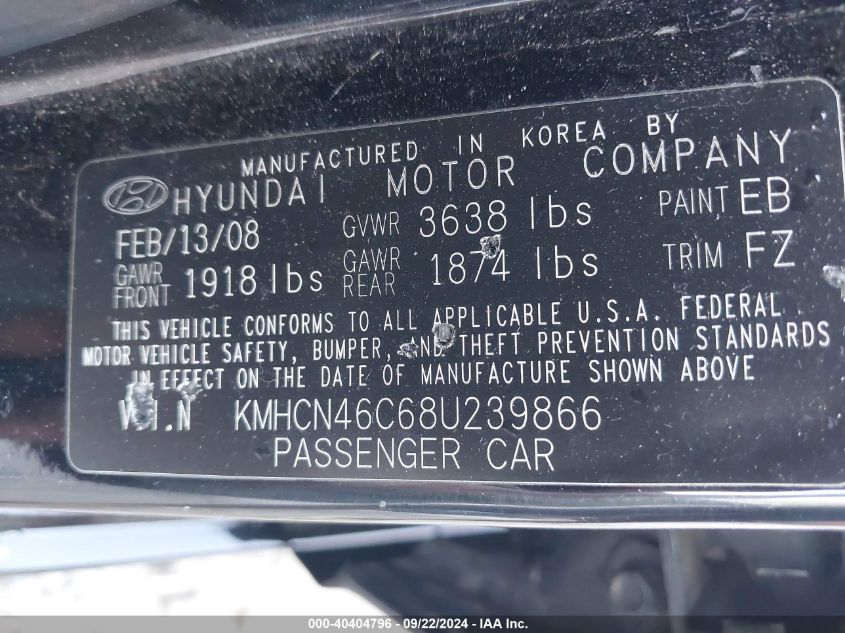 MANUFACTURED IN KOREA BY
HYUNDAI MOTOR COMPANY
FEB/13/08 GVWR 3638 lbs PAINT EB
GAWR FRONT 1918 lbs GAWR REAR 1874 lbs TRIM FZ
THIS VEHICLE CONFORMS TO ALL APPLICABLE U.S.A. FEDERAL
MOTOR VEHICLE SAFETY, BUMPER, AND THEFT PREVENTION STANDARDS
IN EFFECT ON THE DATE OF MANUFACTURE SHOWN ABOVE
V.I.N KMHCN46C68U239866
PASSENGER CAR
000-40404796 - 09/22/2024 - IAA Inc.